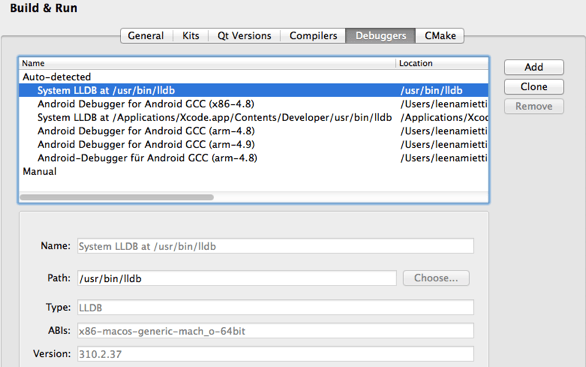 Build & Run
General Kits Qt Versions Compilers Debuggers CMake
Name Location
Auto-detected
System LLDB at /usr/bin/lldb /usr/bin/lldb
Android Debugger for Android GCC (x86-4.8) /Users/leenamietti
System LLDB at /Applications/Xcode.app/Contents/Developer/usr/bin/lldb /Applications/Xco
Android Debugger for Android GCC (arm-4.8) /Users/leenamietti
Android Debugger for Android GCC (arm-4.9) /Users/leenamietti
Android-Debugger für Android GCC (arm-4.8) /Users/leenamietti
Manual
Add
Clone
Remove
Name: System LLDB at /usr/bin/lldb
Path: /usr/bin/lldb Choose...
Type: LLDB
ABIs: x86-macos-generic-mach_o-64bit
Version: 310.2.37